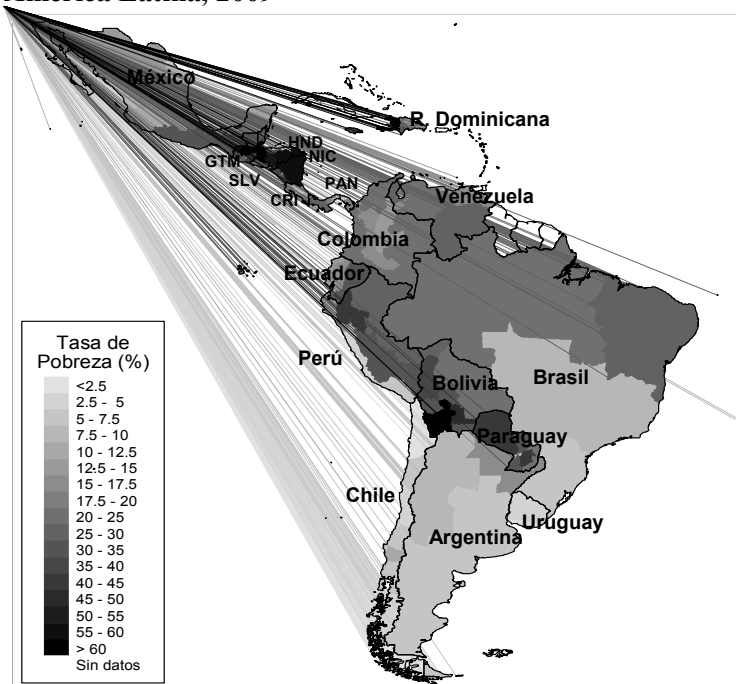 América Latina, 2009
México
R. Dominicana
HND
GTM
NIC
SLV
PAN
CRI
Venezuela
Colombia
Ecuador
Tasa de
Pobreza (%)
<2.5
2.5 - 5
5 - 7.5
7.5 - 10
10 - 12.5
12.5 - 15
15 - 17.5
17.5 - 20
20 - 25
25 - 30
30 - 35
35 - 40
40 - 45
45 - 50
50 - 55
55 - 60
> 60
Sin datos
Perú
Bolivia
Brasil
Paraguay
Chile
Uruguay
Argentina